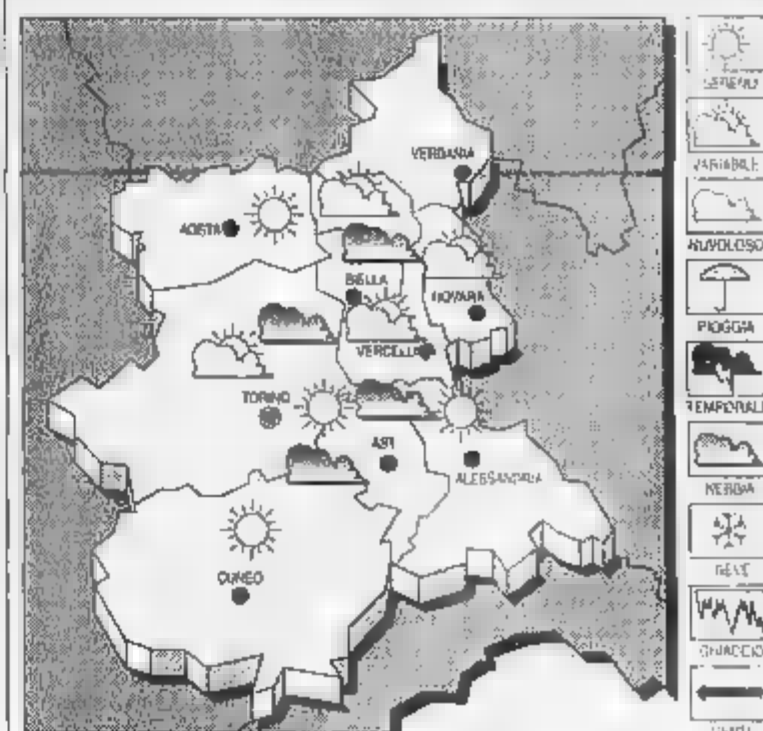 VERBANIA
AOSTA
BIELLA
NOVARA
VERCELLI
TORINO
ASTI
ALESSANDRIA
CUNEO
SERENO
VARIABILE
NUVOLOSO
PIOGGIA
TEMPORALE
NEBBIA
NEVE
GHIACCIO